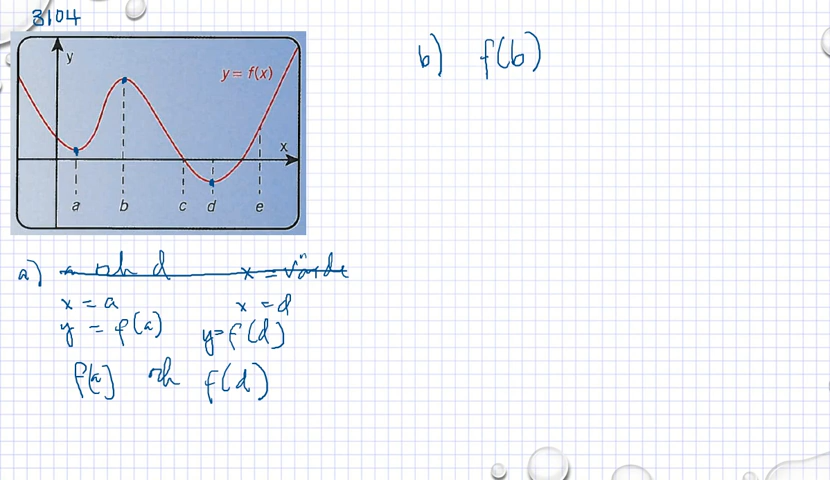 3104
y
y = f(x)
x
a b c d e
a) a och d x = värde
x = a x = d
y = f(a) y = f(d)
f(a) och f(d)
b) f(b)